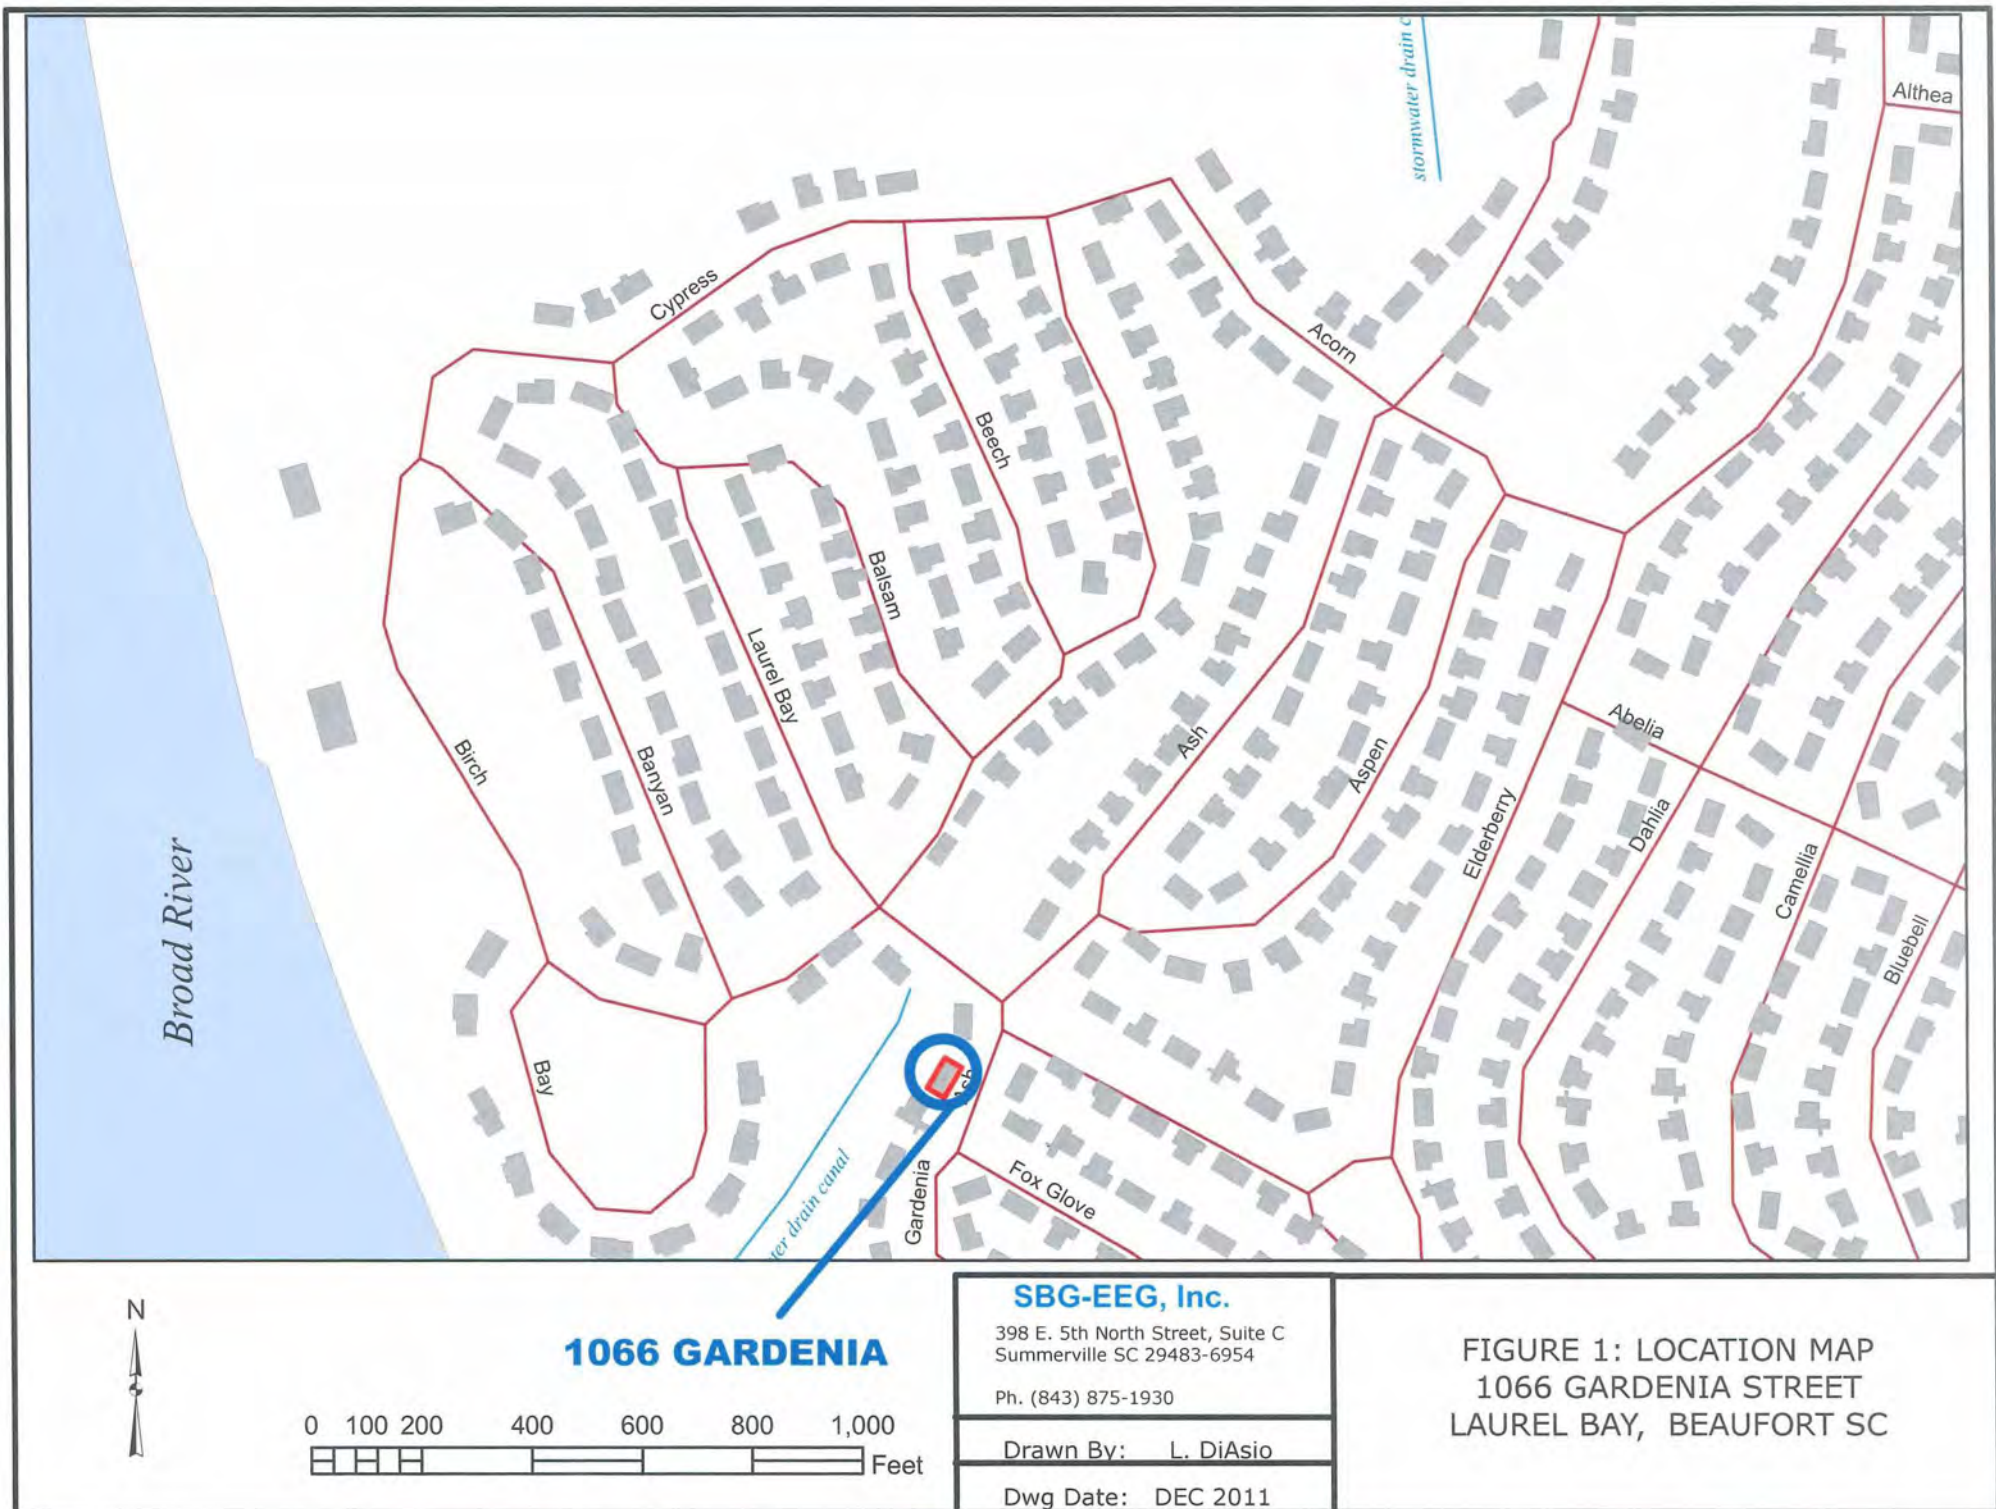 stormwater drain c
Althea
Cypress
Acorn
Beech
Balsam
Laurel Bay
Birch
Banyan
Ash
Aspen
Abelia
Elderberry
Dahlia
Camellia
Bluebell
Broad River
Bay
Ash
ter drain canal
Gardenia
Fox Glove
N
1066 GARDENIA
0 100 200 400 600 800 1,000
Feet
SBG-EEG, Inc.
398 E. 5th North Street, Suite C
Summerville SC 29483-6954
Ph. (843) 875-1930
Drawn By: L. DiAsio
Dwg Date: DEC 2011
FIGURE 1: LOCATION MAP
1066 GARDENIA STREET
LAUREL BAY, BEAUFORT SC